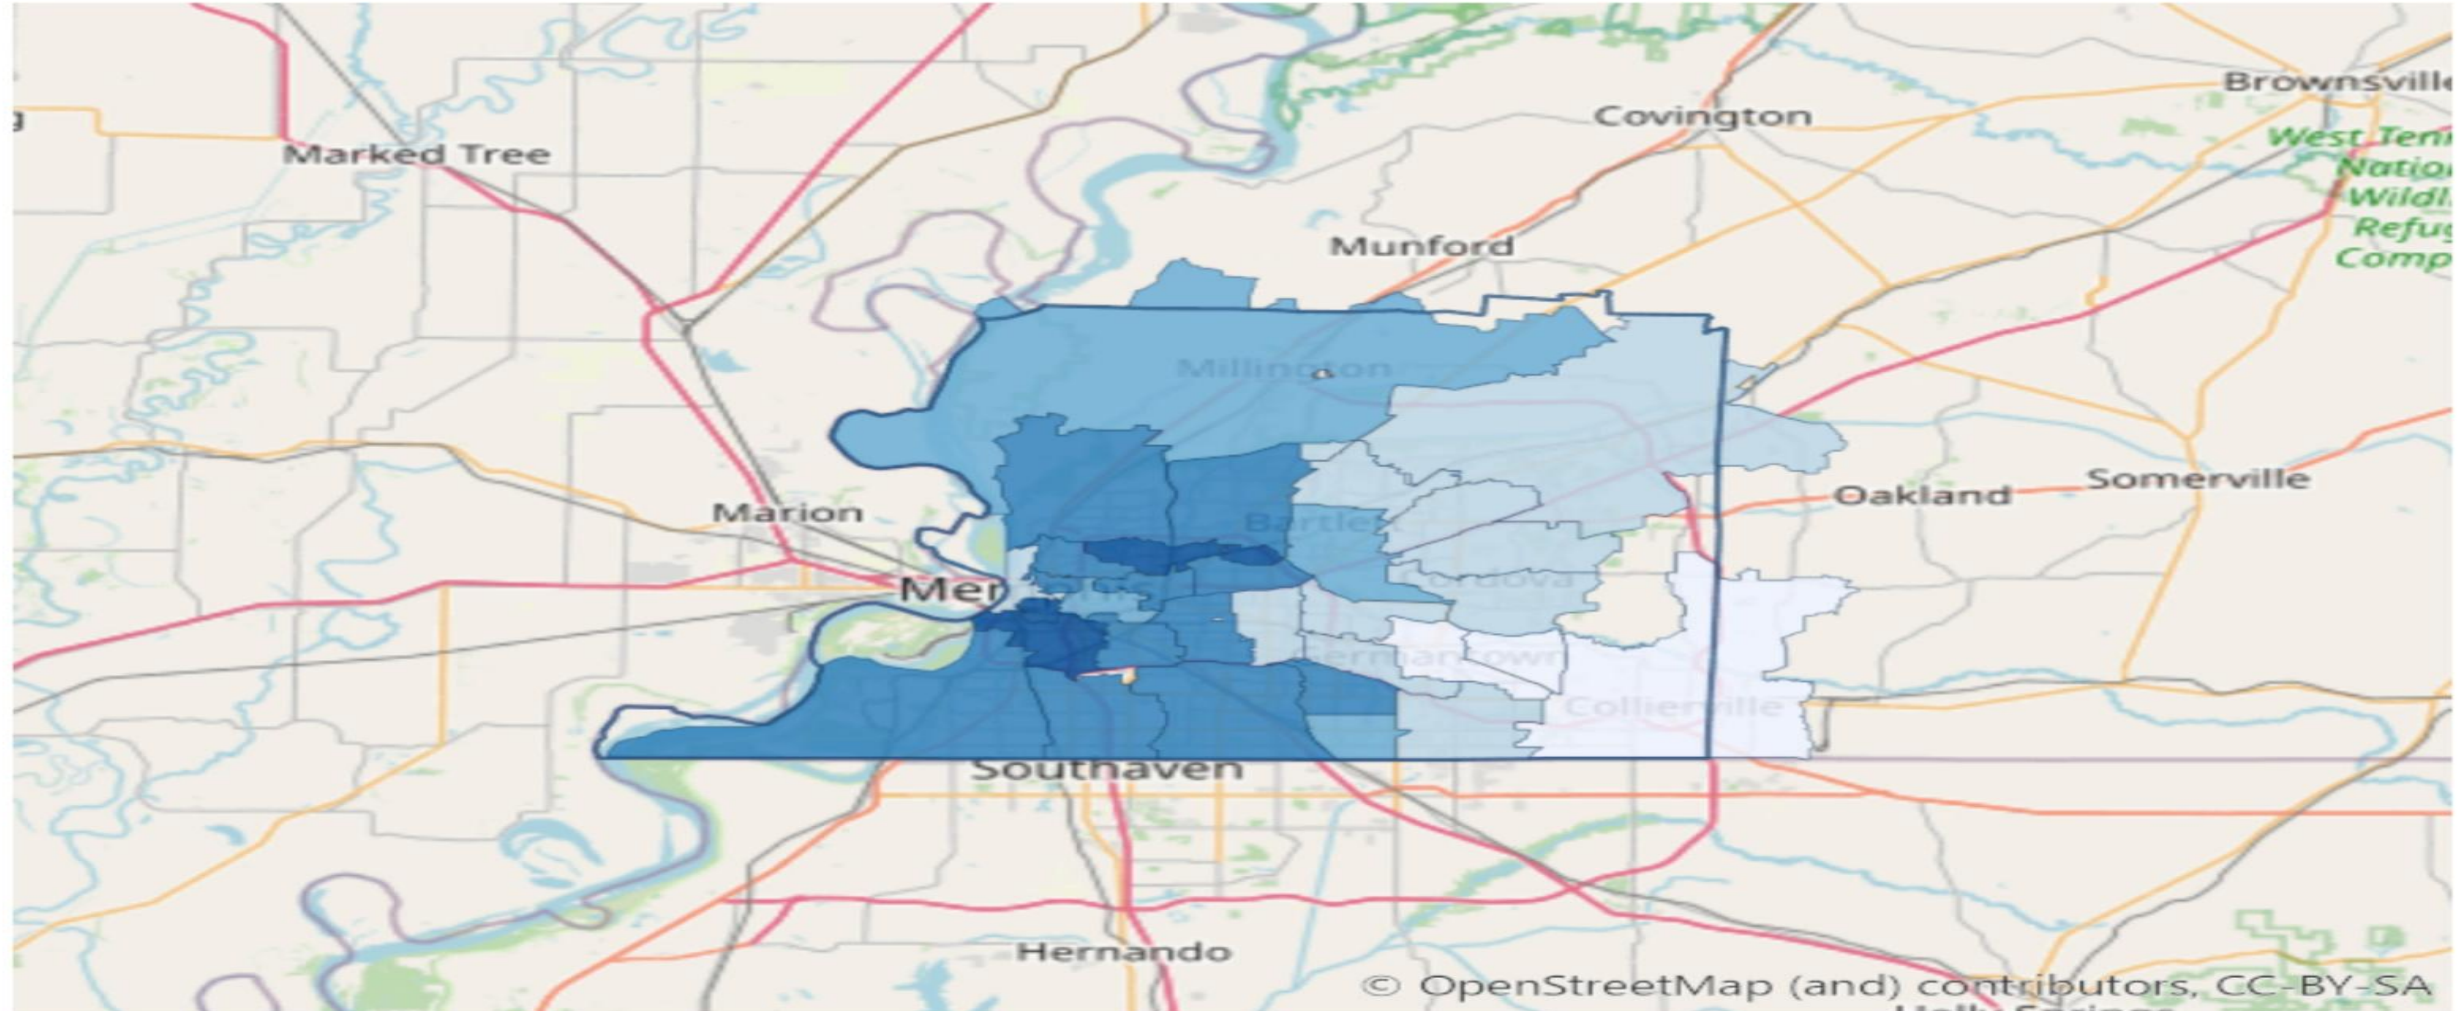 Brownsville
Covington
West Tenn
Marked Tree
Natio
Wildl
Refug
Munford
Comp
Millington
Somerville
Oakland
Marion
Bartlett
Cordova
Mem
Germantown
Collierville
Southaven
Hernando
© OpenStreetMap (and) contributors, CC-BY-SA